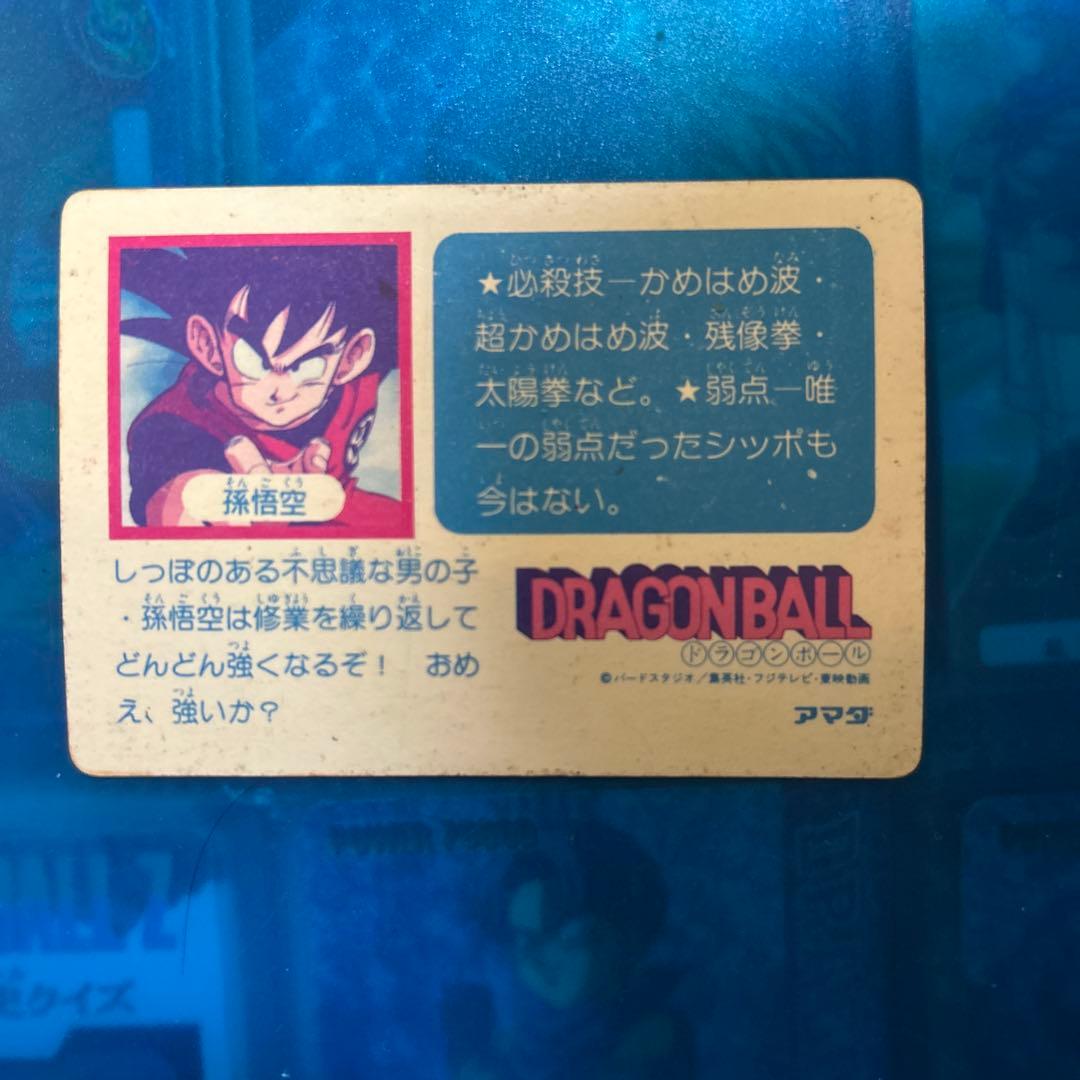 孫悟空
★必殺技―かめはめ波・
超かめはめ波・残像拳・
太陽拳など。★弱点―唯
一の弱点だったシッポも
今はない。
しっぽのある不思議な男の子
・孫悟空は修業を繰り返して
どんどん強くなるぞ! おめ
え、強いか?
DRAGONBALL
ドラゴンボール
©バードスタジオ/集英社・フジテレビ・東映動画
アマダ
クイズ